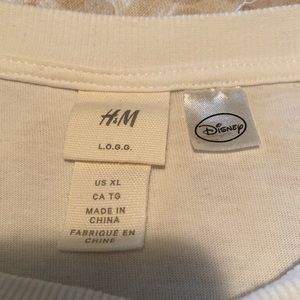 H&M
L.O.G.G.
Disney
US XL
CA TG
MADE IN
CHINA
FABRIQUÉ EN
CHINE